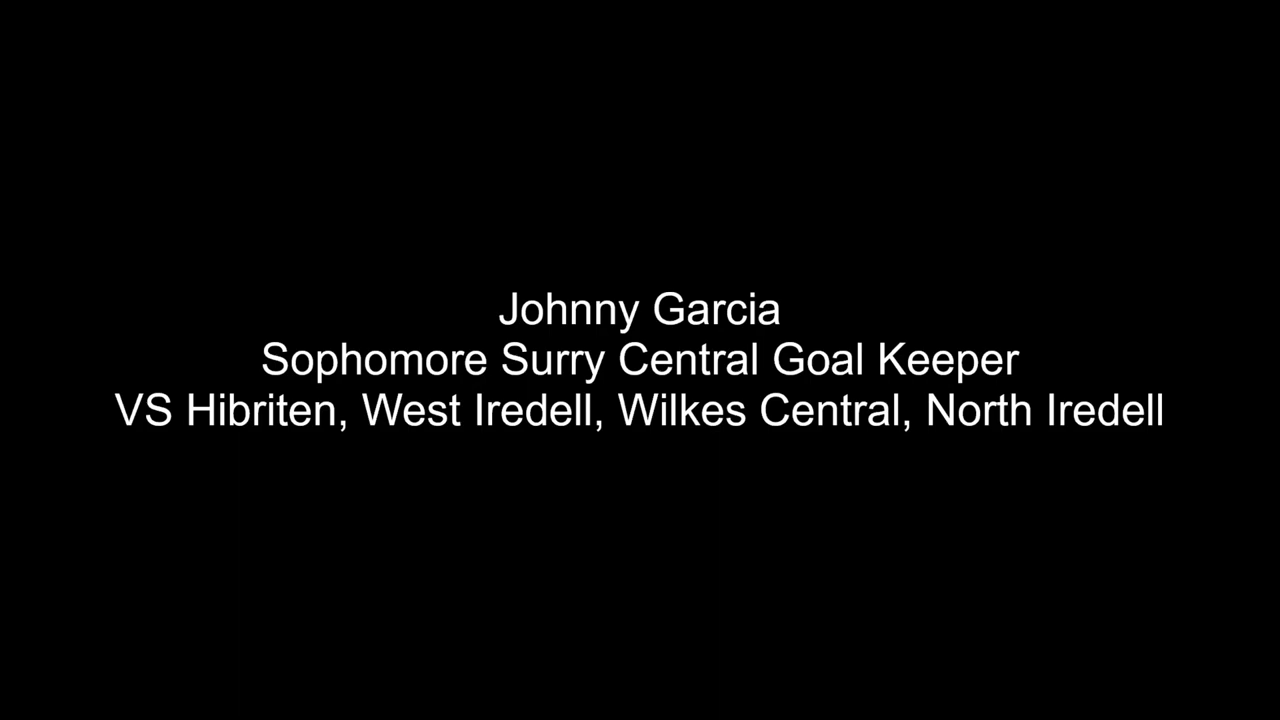 Johnny Garcia
Sophomore Surry Central Goal Keeper
VS Hibriten, West Iredell, Wilkes Central, North Iredell